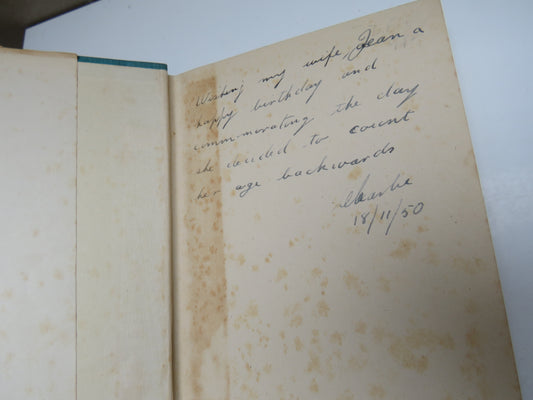 Wishing my wife, Jean a
happy birthday and
commemorating the day
she decided to count
her age backwards
Charlie
18/11/50